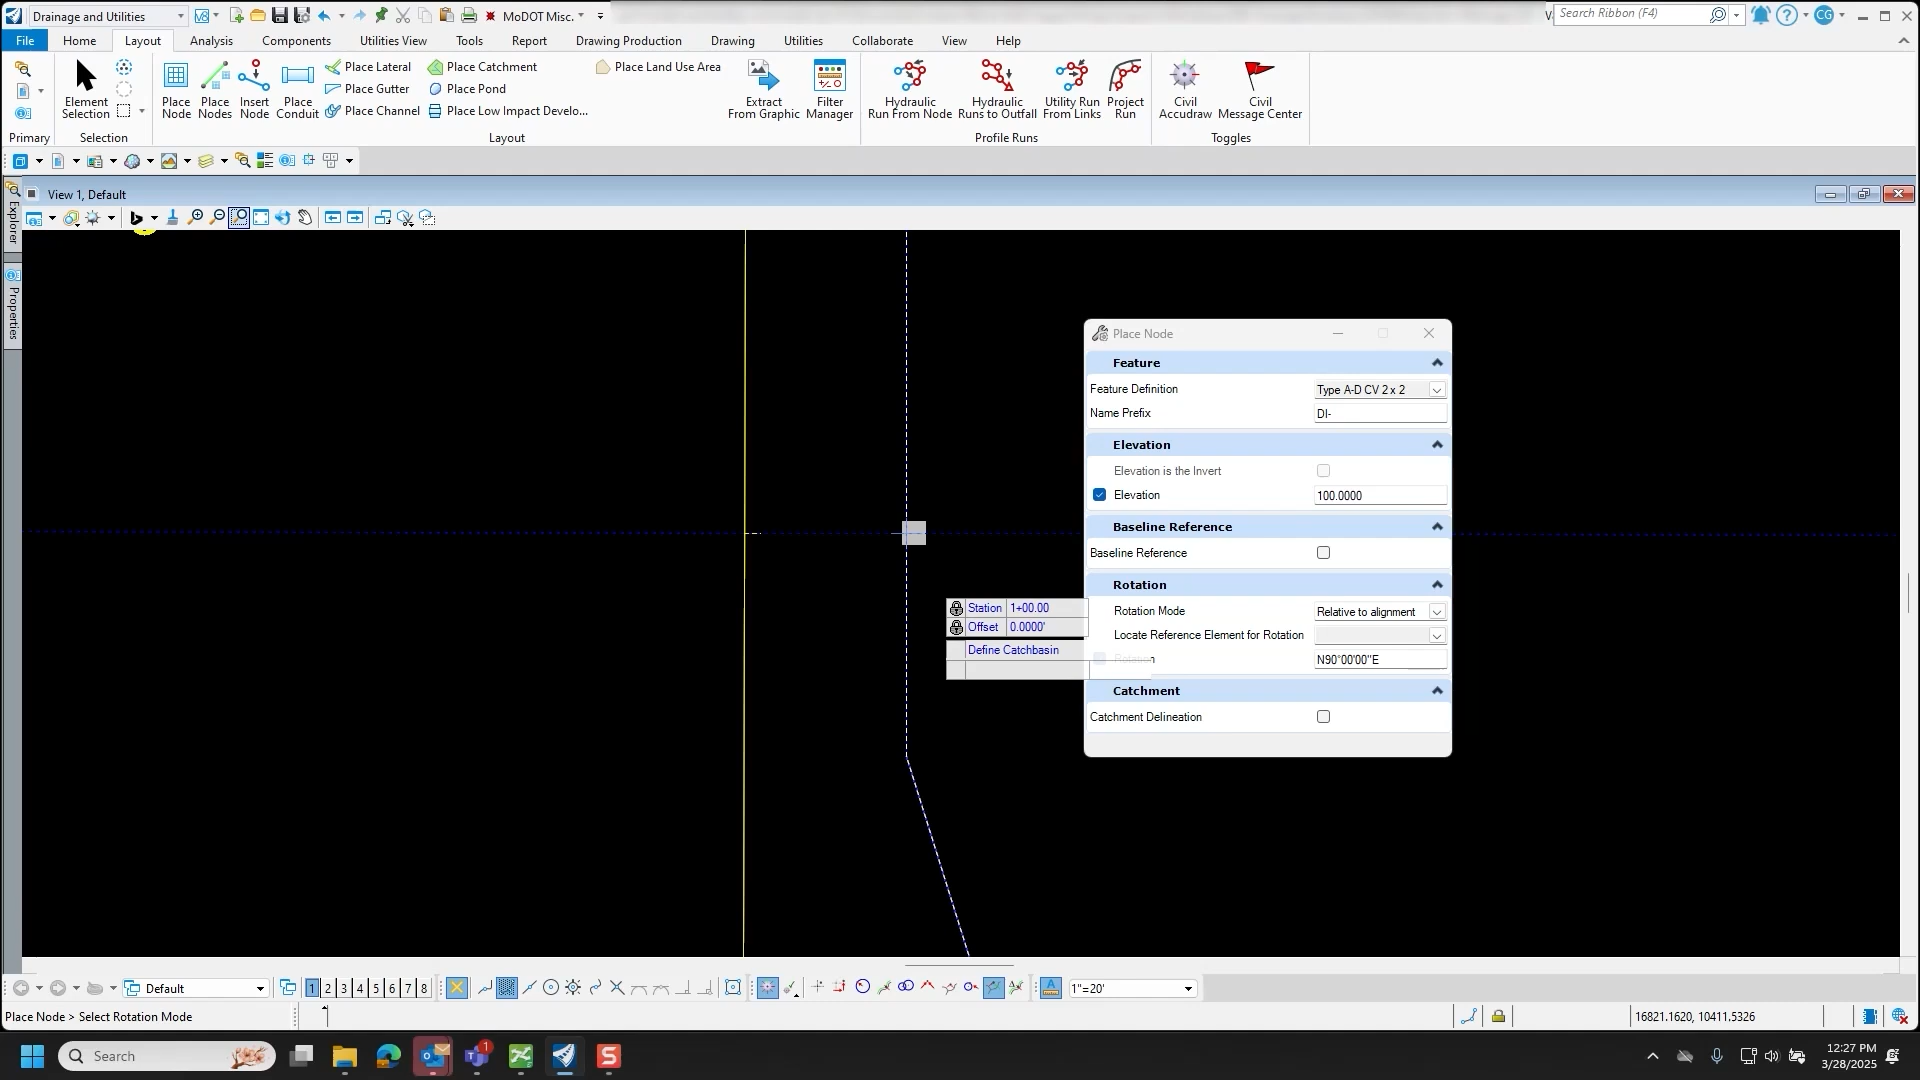 Drainage and Utilities
MoDOT Misc.
Search Ribbon (F4)
CG
File
Home
Layout
Analysis
Components
Utilities View
Tools
Report
Drawing Production
Drawing
Utilities
Collaborate
View
Help
Element Selection
Place Node
Place Nodes
Insert Node
Place Conduit
Place Lateral
Place Gutter
Place Channel
Place Catchment
Place Pond
Place Low Impact Develo...
Place Land Use Area
Extract From Graphic
Filter Manager
Hydraulic Run From Node
Hydraulic Runs to Outfall
Utility Run From Links
Project Run
Civil Accudraw
Civil Message Center
Primary
Selection
Layout
Profile Runs
Toggles
View 1, Default
Explorer
Properties
Place Node
Feature
Feature Definition
Type A-D CV 2 x 2
Name Prefix
DI-
Elevation
Elevation is the Invert
Elevation
100.0000
Baseline Reference
Baseline Reference
Rotation
Rotation Mode
Relative to alignment
Locate Reference Element for Rotation
Rotation
N90°00'00"E
Catchment
Catchment Delineation
Station 1+00.00
Offset 0.0000'
Define Catchbasin
Default
1 2 3 4 5 6 7 8
1"=20'
Place Node > Select Rotation Mode
16821.1620, 10411.5326
Search
1
12:27 PM
3/28/2025